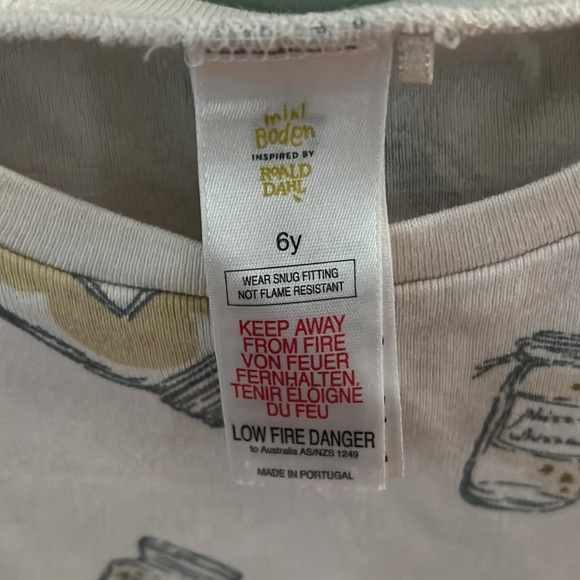 mini
Boden
INSPIRED BY
ROALD
DAHL
6y
WEAR SNUG FITTING
NOT FLAME RESISTANT
KEEP AWAY
FROM FIRE
VON FEUER
FERNHALTEN,
TENIR ÉLOIGNÉ
DU FEU
LOW FIRE DANGER
to Australia AS/NZS 1249
MADE IN PORTUGAL